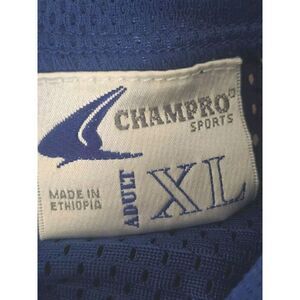 CHAMPRO
SPORTS
MADE IN
ETHIOPIA
ADULT
XL